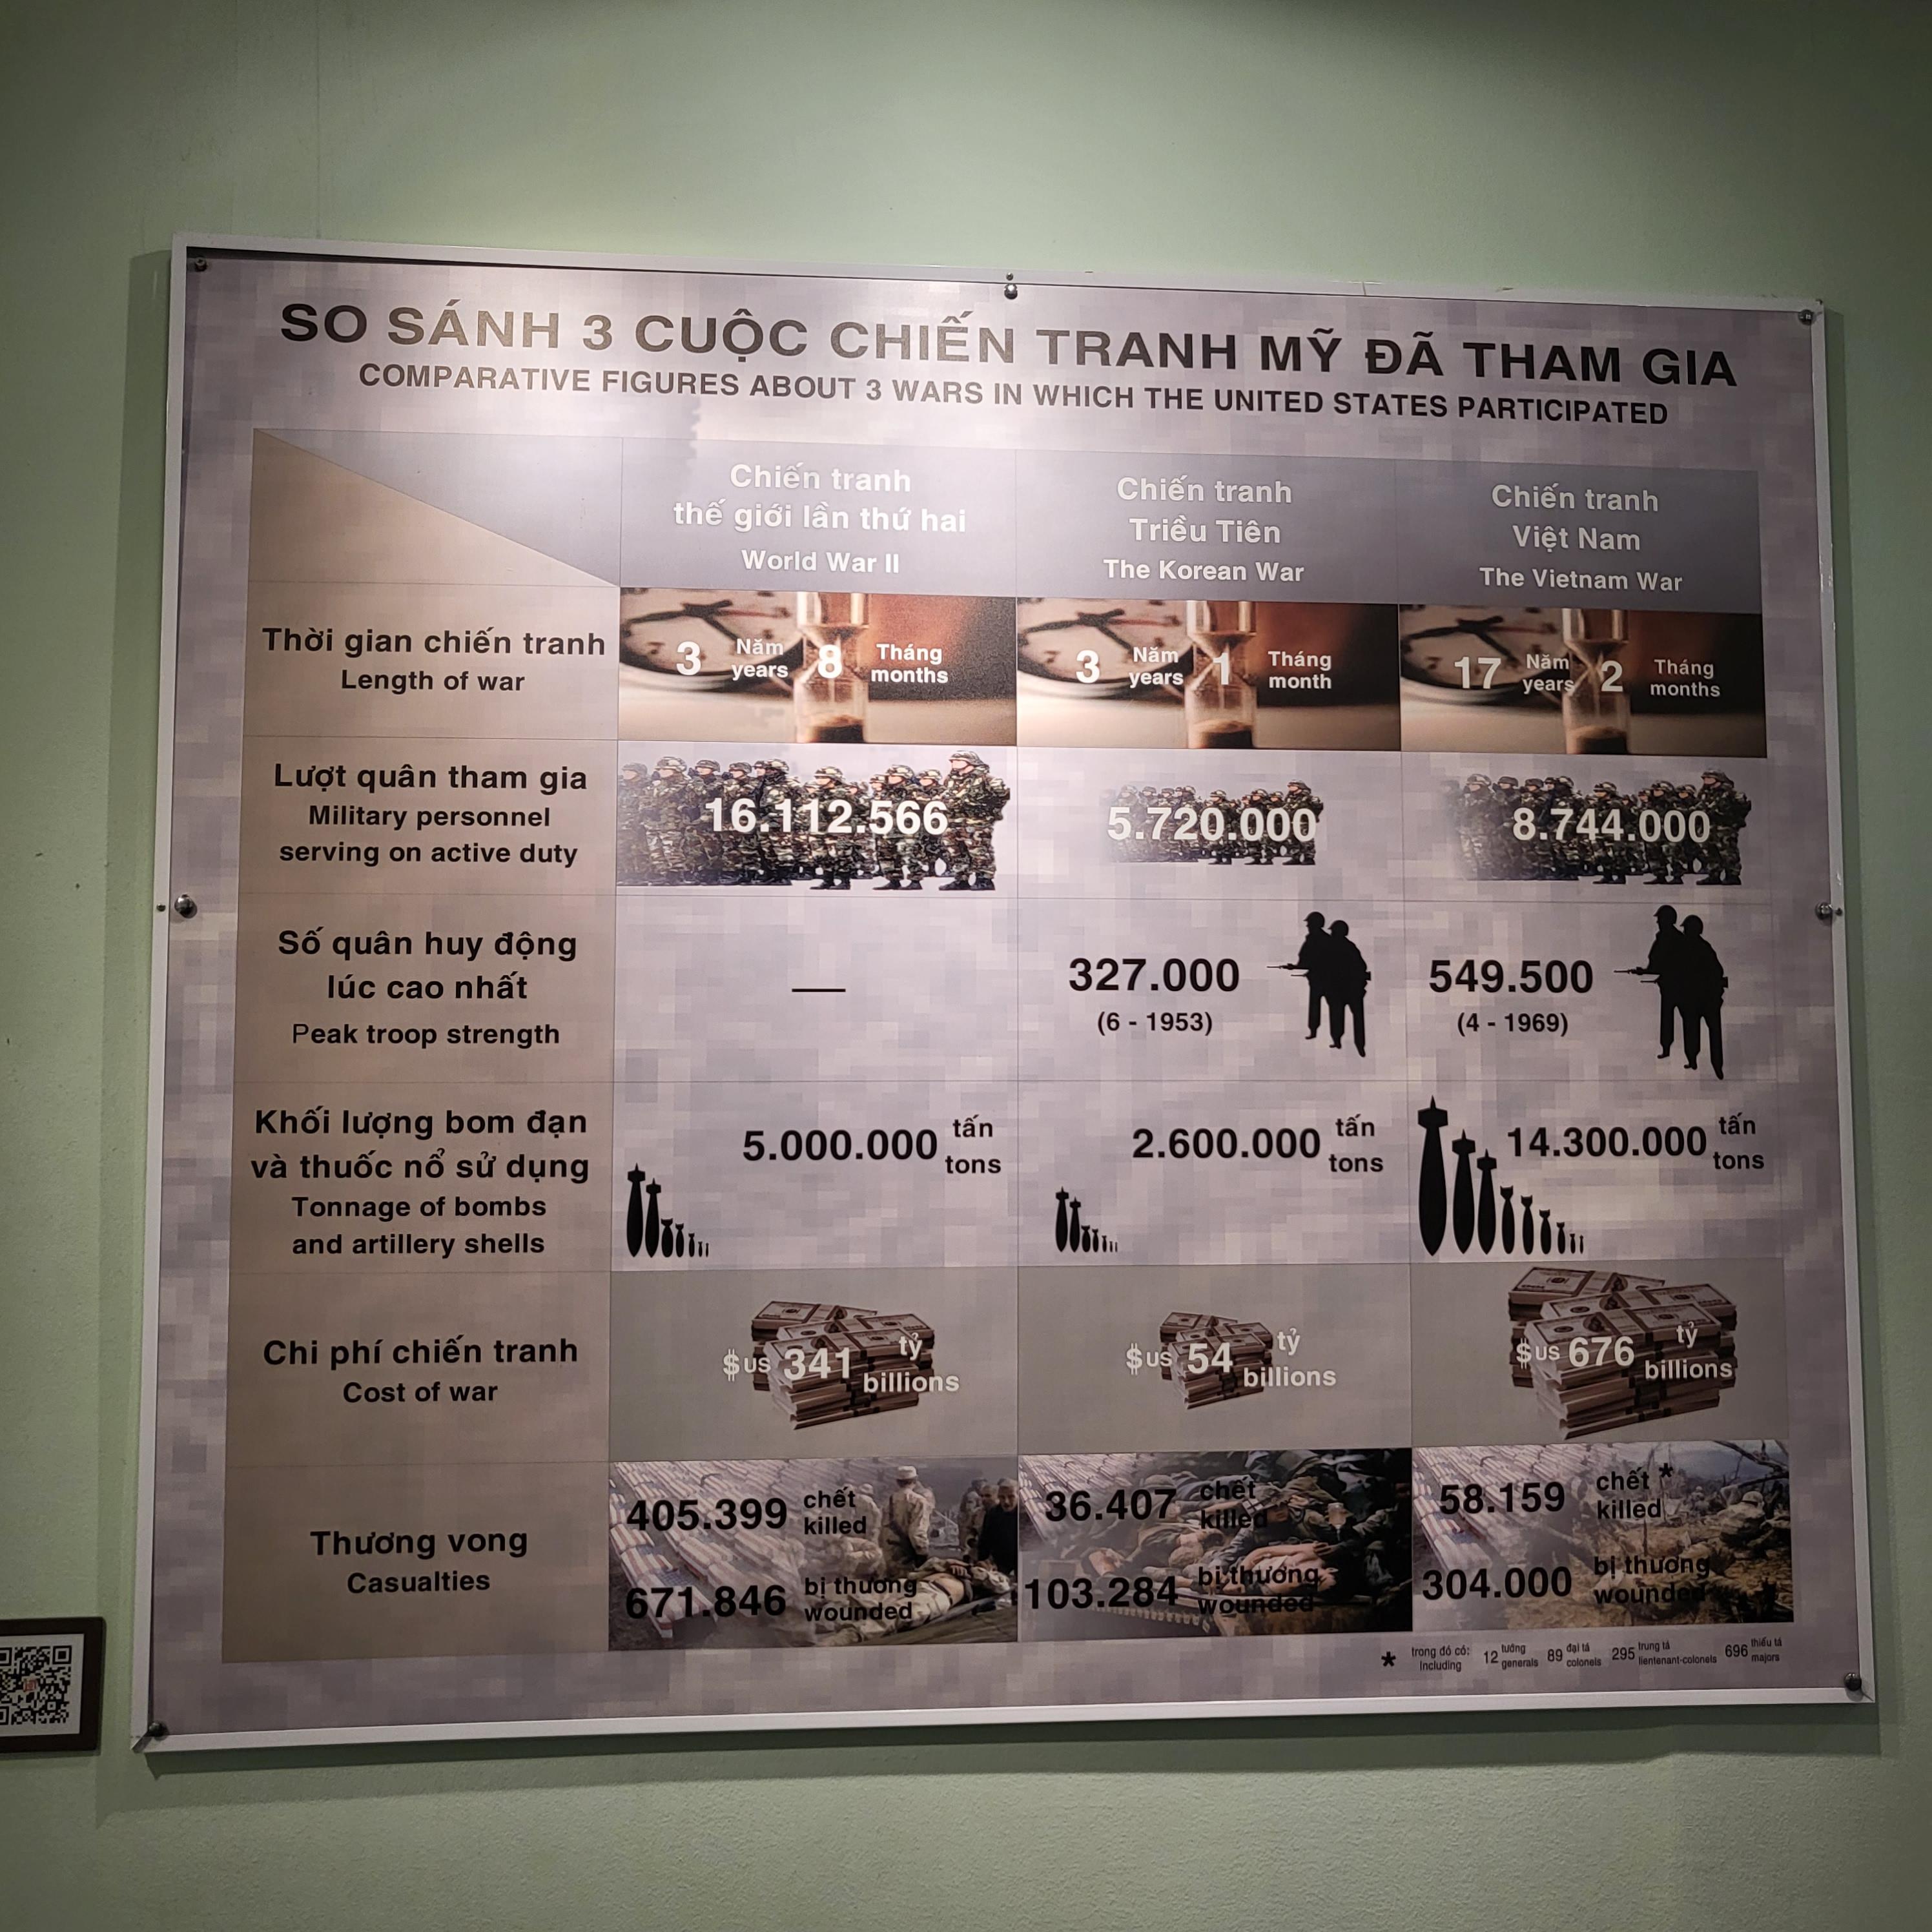 SO SÁNH 3 CUỘC CHIẾN TRANH MỸ ĐÃ THAM GIA
COMPARATIVE FIGURES ABOUT 3 WARS IN WHICH THE UNITED STATES PARTICIPATED
Chiến tranh
thế giới lần thứ hai
World War II
Chiến tranh
Triều Tiên
The Korean War
Chiến tranh
Việt Nam
The Vietnam War
Thời gian chiến tranh
Length of war
3 Năm years 8 Tháng months
3 Năm years 1 Tháng month
17 Năm years 2 Tháng months
Lượt quân tham gia
Military personnel
serving on active duty
16.112.566
5.720.000
8.744.000
Số quân huy động
lúc cao nhất
Peak troop strength
—
327.000
(6 - 1953)
549.500
(4 - 1969)
Khối lượng bom đạn
và thuốc nổ sử dụng
Tonnage of bombs
and artillery shells
5.000.000 tấn tons
2.600.000 tấn tons
14.300.000 tấn tons
Chi phí chiến tranh
Cost of war
$US 341 tỷ billions
$US 54 tỷ billions
$US 676 tỷ billions
Thương vong
Casualties
405.399 chết killed
671.846 bị thương wounded
36.407 chết killed
103.284 bị thương wounded
58.159 chết * killed
304.000 bị thương wounded
* trong đó có: Including 12 tướng generals 89 đại tá colonels 295 trung tá lientenant-colonels 696 thiếu tá majors